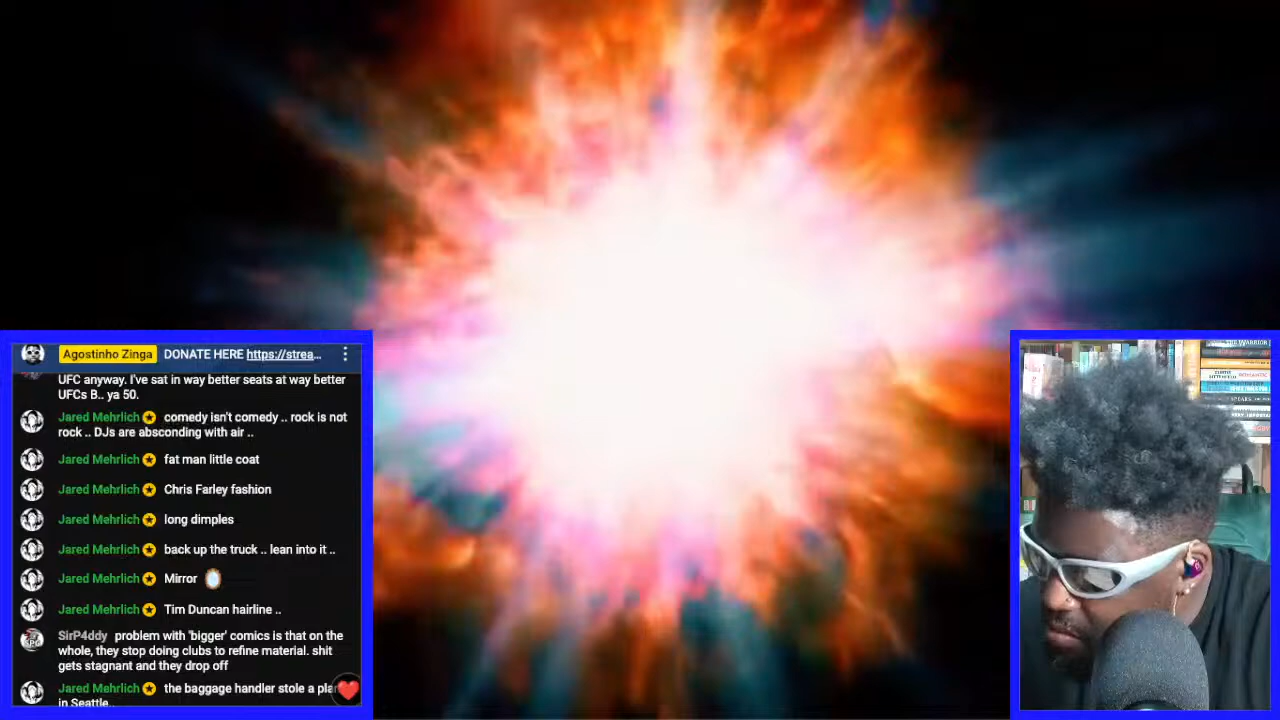 Agostinho Zinga DONATE HERE https://strea...
UFC anyway. I've sat in way better seats at way better
UFCs B.. ya 50.
Jared Mehrlich comedy isn't comedy .. rock is not
rock .. DJs are absconding with air ..
Jared Mehrlich fat man little coat
Jared Mehrlich Chris Farley fashion
Jared Mehrlich long dimples
Jared Mehrlich back up the truck .. lean into it ..
Jared Mehrlich Mirror
Jared Mehrlich Tim Duncan hairline ..
SirP4ddy problem with 'bigger' comics is that on the
whole, they stop doing clubs to refine material. shit
gets stagnant and they drop off
Jared Mehrlich the baggage handler stole a
in Seattle..
THE WARRIOR
CURTIS
SITTENFELD
ROMANTIC